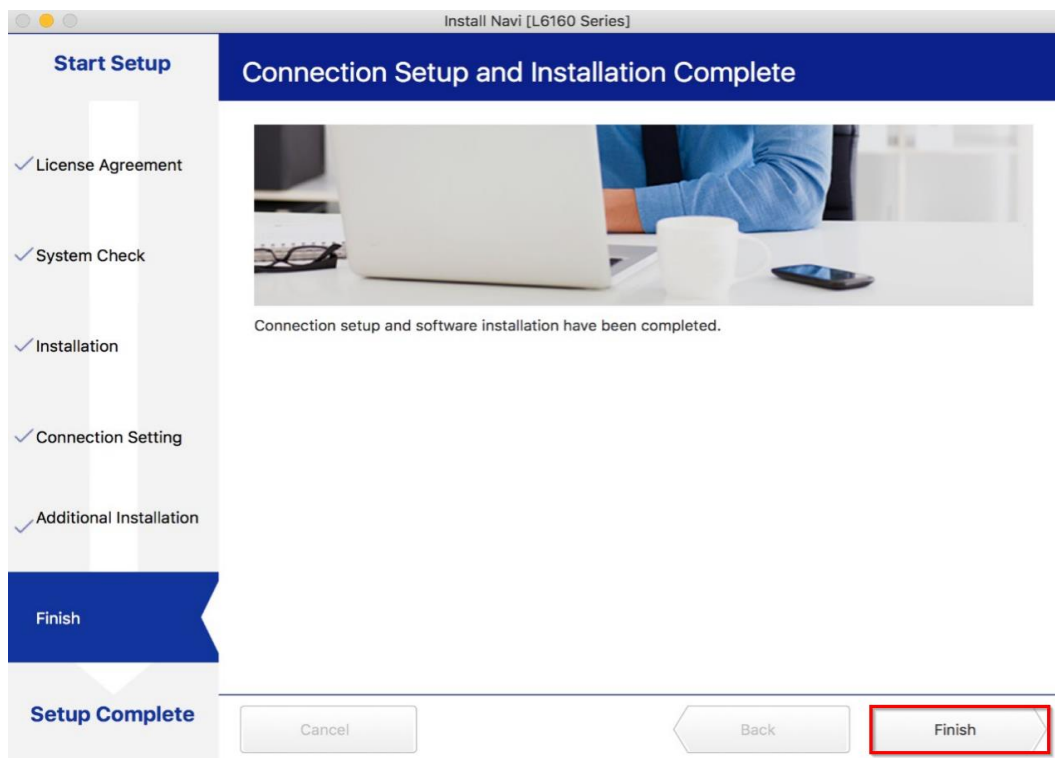 Install Navi [L6160 Series]
Start Setup
License Agreement
System Check
Installation
Connection Setting
Additional Installation
Finish
Setup Complete
Connection Setup and Installation Complete
Connection setup and software installation have been completed.
Cancel
Back
Finish